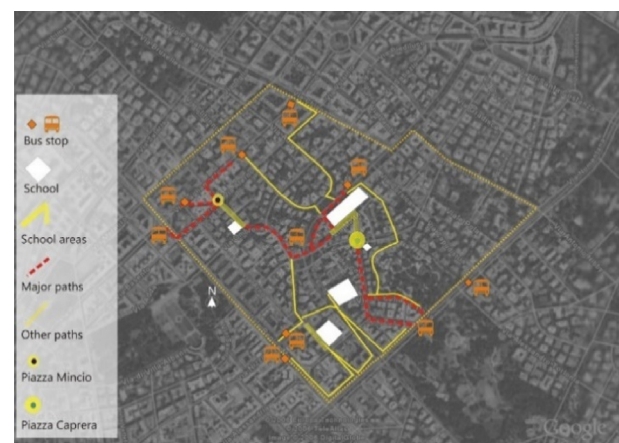 Bus stop
School
School areas
Major paths
N
Other paths
Piazza Mincio
Piazza Caprera
Google